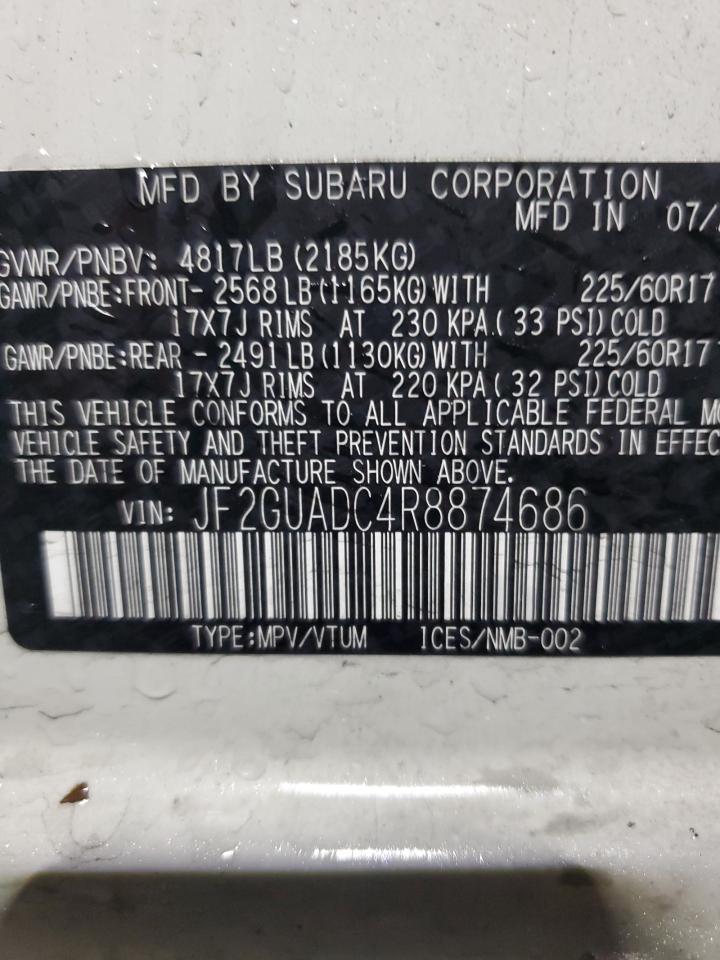 MFD BY SUBARU CORPORATION
MFD IN 07/
GVWR/PNBV: 4817LB (2185KG)
GAWR/PNBE:FRONT- 2568 LB (1165KG) WITH 225/60R17
17X7J RIMS AT 230 KPA.( 33 PSI) COLD
GAWR/PNBE:REAR - 2491 LB (1130KG) WITH 225/60R17
17X7J RIMS AT 220 KPA ( 32 PSI) COLD
THIS VEHICLE CONFORMS TO ALL APPLICABLE FEDERAL
VEHICLE SAFETY AND THEFT PREVENTION STANDARDS IN EFFEC
THE DATE OF MANUFACTURE SHOWN ABOVE.
VIN: JF2GUADC4R8874686
TYPE:MPV/VTUM ICES/NMB-002